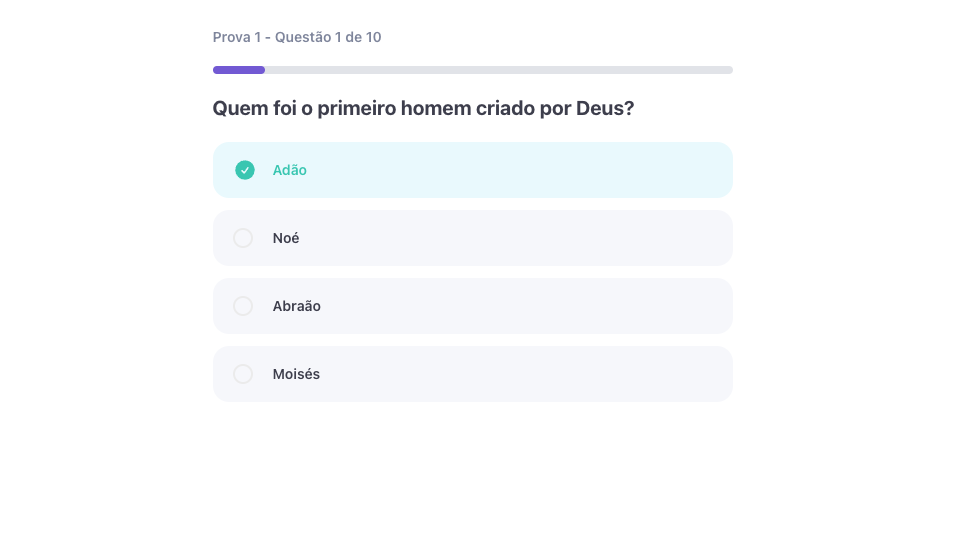 Prova 1 - Questão 1 de 10
Quem foi o primeiro homem criado por Deus?
Adão
Noé
Abraão
Moisés